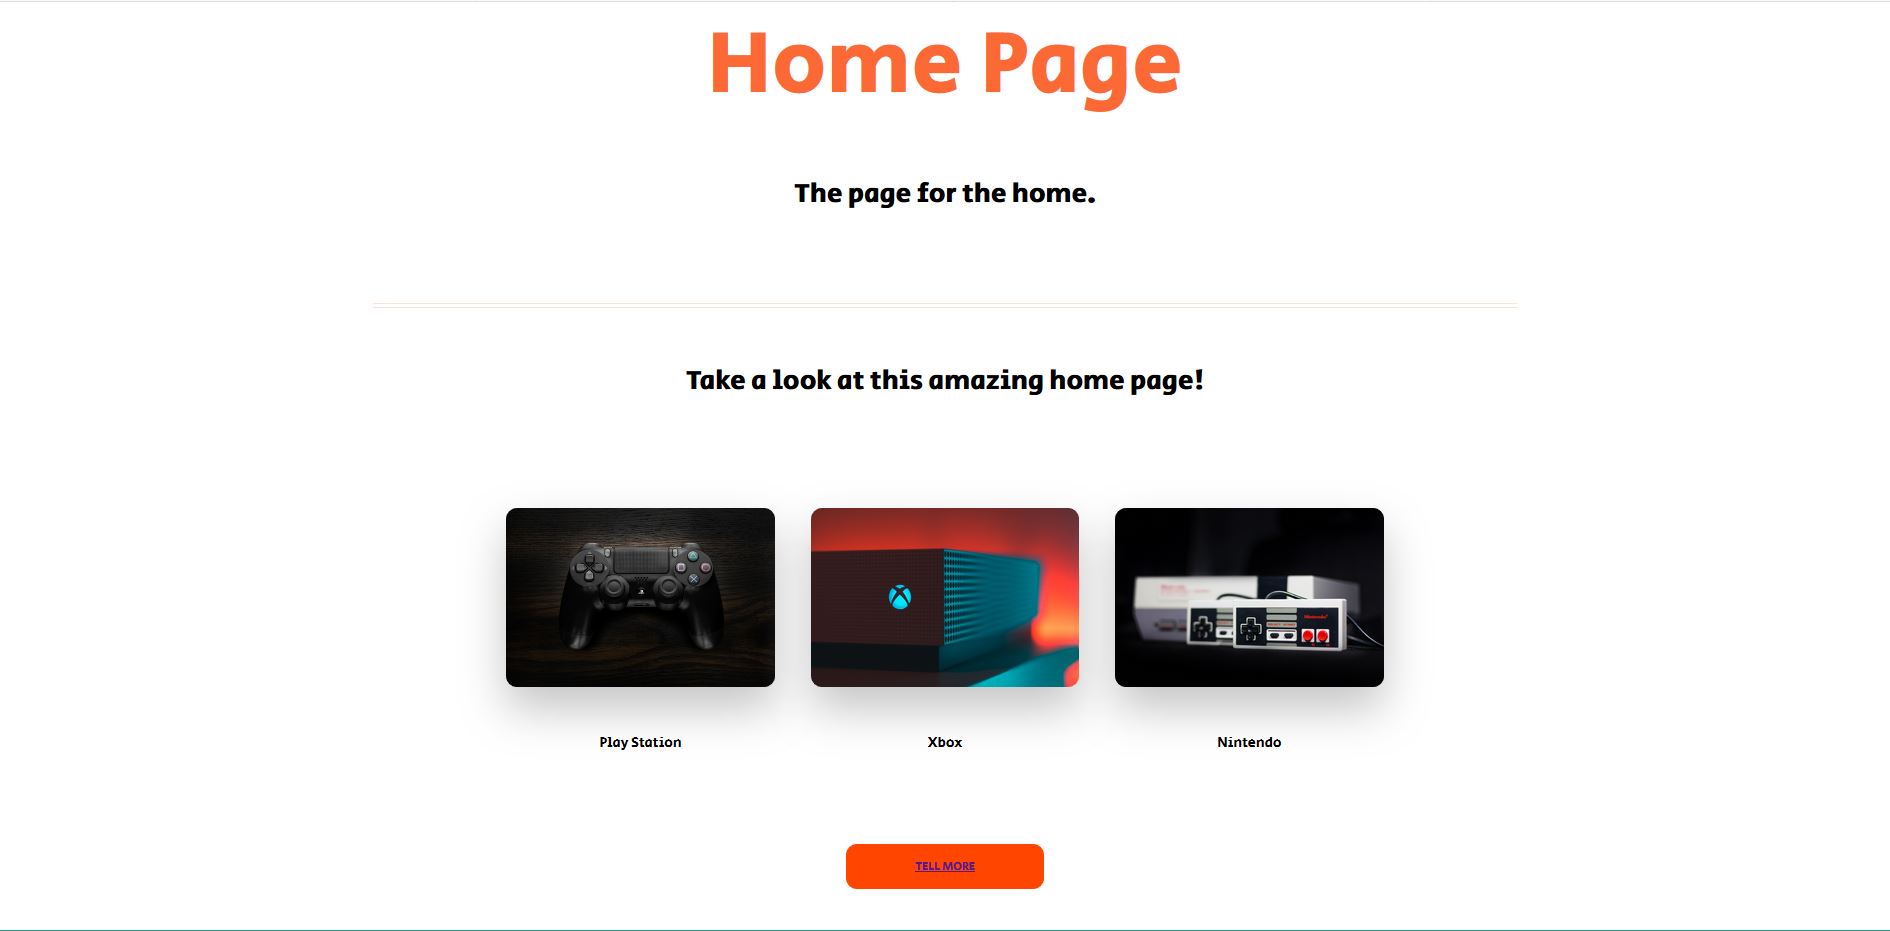 Home Page
The page for the home.
Take a look at this amazing home page!
Nintendo
Play Station
Xbox
Nintendo
TELL MORE